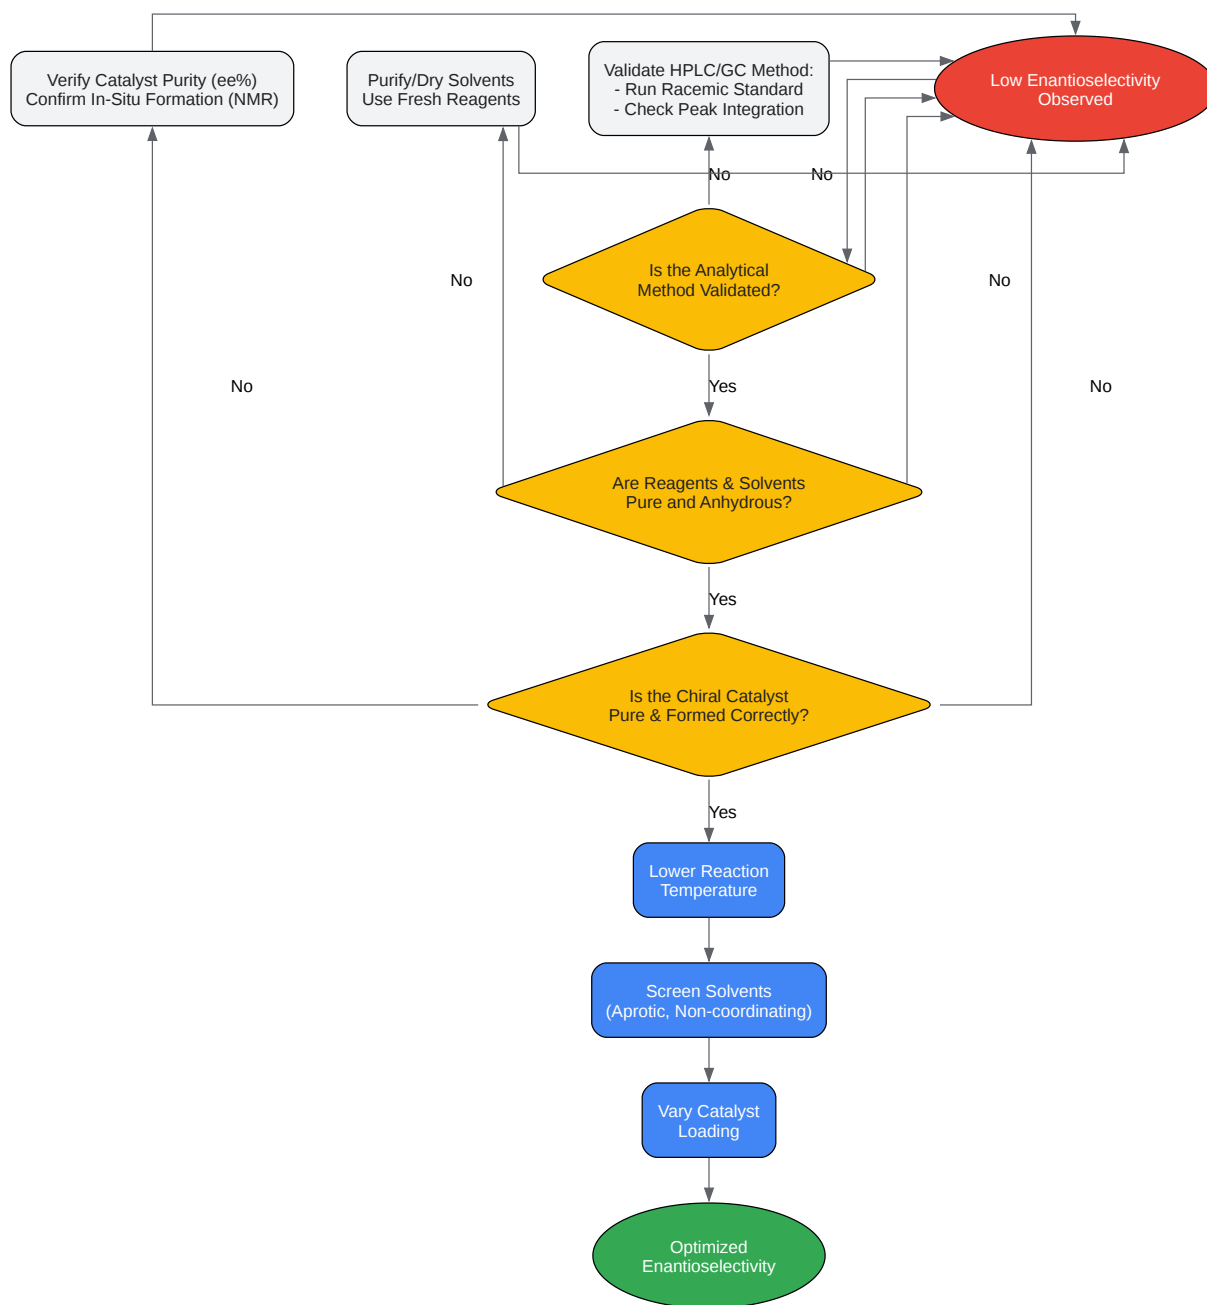 Verify Catalyst Purity (ee%)
Confirm In-Situ Formation (NMR)
Purify/Dry Solvents
Use Fresh Reagents
Validate HPLC/GC Method:
- Run Racemic Standard
- Check Peak Integration
Low Enantioselectivity
Observed
No
No
Is the Analytical
Method Validated?
No
No
Yes
No
No
Are Reagents & Solvents
Pure and Anhydrous?
Yes
Is the Chiral Catalyst
Pure & Formed Correctly?
Yes
Lower Reaction
Temperature
Screen Solvents
(Aprotic, Non-coordinating)
Vary Catalyst
Loading
Optimized
Enantioselectivity